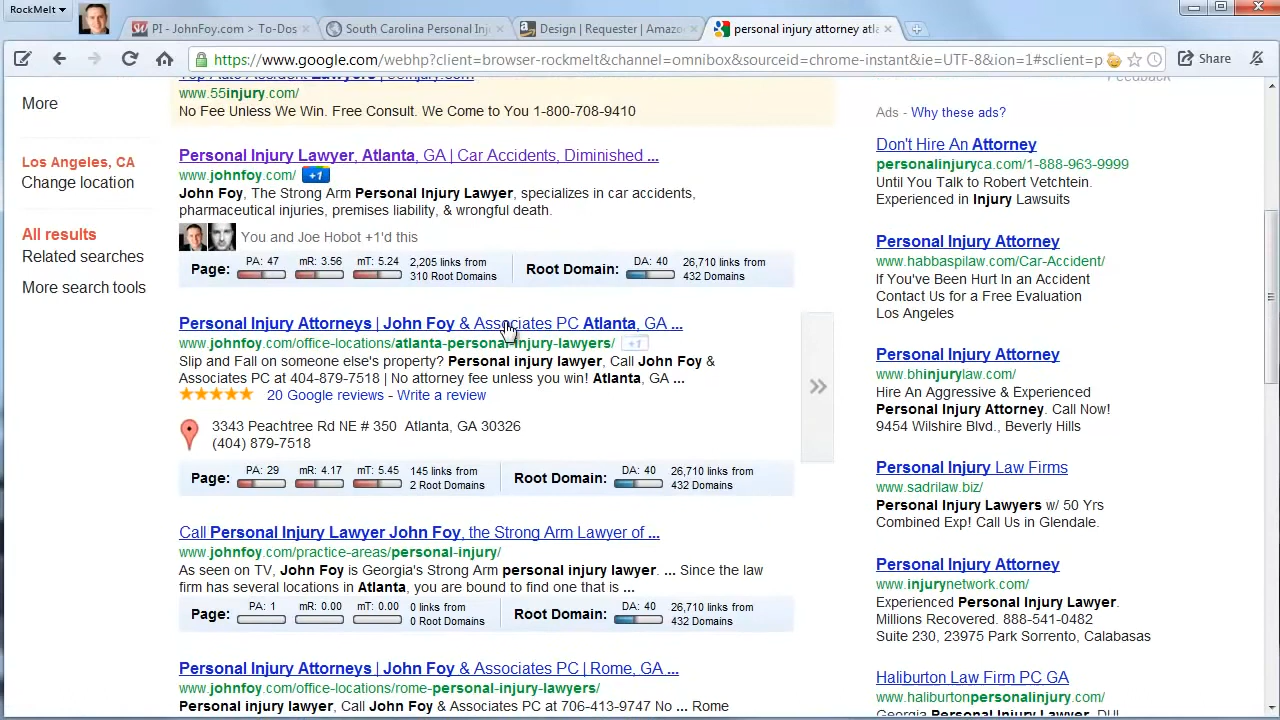 RockMelt
PI - JohnFoy.com > To-Dos
South Carolina Personal Inj
Design | Requester | Amazo
personal injury attorney atl
https://www.google.com/webhp?client=browser-rockmelt&channel=omnibox&sourceid=chrome-instant&ie=UTF-8&ion=1#sclient=p
Share
More
Los Angeles, CA
Change location
All results
Related searches
More search tools
www.55injury.com/
No Fee Unless We Win. Free Consult. We Come to You 1-800-708-9410
Personal Injury Lawyer, Atlanta, GA | Car Accidents, Diminished ...
www.johnfoy.com/ +1
John Foy, The Strong Arm Personal Injury Lawyer, specializes in car accidents,
pharmaceutical injuries, premises liability, & wrongful death.
You and Joe Hobot +1'd this
Page: PA: 47 mR: 3.56 mT: 5.24 2,205 links from
310 Root Domains
Root Domain: DA: 40 26,710 links from
432 Domains
Personal Injury Attorneys | John Foy & Associates PC Atlanta, GA ...
www.johnfoy.com/office-locations/atlanta-personal-injury-lawyers/ +1
Slip and Fall on someone else's property? Personal injury lawyer, Call John Foy &
Associates PC at 404-879-7518 | No attorney fee unless you win! Atlanta, GA ...
20 Google reviews - Write a review
3343 Peachtree Rd NE # 350 Atlanta, GA 30326
(404) 879-7518
Page: PA: 29 mR: 4.17 mT: 5.45 145 links from
2 Root Domains
Root Domain: DA: 40 26,710 links from
432 Domains
Call Personal Injury Lawyer John Foy, the Strong Arm Lawyer of ...
www.johnfoy.com/practice-areas/personal-injury/
As seen on TV, John Foy is Georgia's Strong Arm personal injury lawyer. ... Since the law
firm has several locations in Atlanta, you are bound to find one that is ...
Page: PA: 1 mR: 0.00 mT: 0.00 0 links from
0 Root Domains
Root Domain: DA: 40 26,710 links from
432 Domains
Personal Injury Attorneys | John Foy & Associates PC | Rome, GA ...
www.johnfoy.com/office-locations/rome-personal-injury-lawyers/
Personal injury lawyer, Call John Foy & Associates PC at 706-413-9747 No ... Rome
Feedback
Ads - Why these ads?
Don't Hire An Attorney
personalinjuryca.com/1-888-963-9999
Until You Talk to Robert Vetchtein.
Experienced in Injury Lawsuits
Personal Injury Attorney
www.habbaspilaw.com/Car-Accident/
If You've Been Hurt In an Accident
Contact Us for a Free Evaluation
Los Angeles
Personal Injury Attorney
www.bhinjurylaw.com/
Hire An Aggressive & Experienced
Personal Injury Attorney. Call Now!
9454 Wilshire Blvd., Beverly Hills
Personal Injury Law Firms
www.sadrilaw.biz/
Personal Injury Lawyers w/ 50 Yrs
Combined Exp! Call Us in Glendale.
Personal Injury Attorney
www.injurynetwork.com/
Experienced Personal Injury Lawyer.
Millions Recovered. 888-541-0482
Suite 230, 23975 Park Sorrento, Calabasas
Haliburton Law Firm PC GA
www.haliburtonpersonalinjury.com/
Georgia Personal Injury Lawyer, DUI